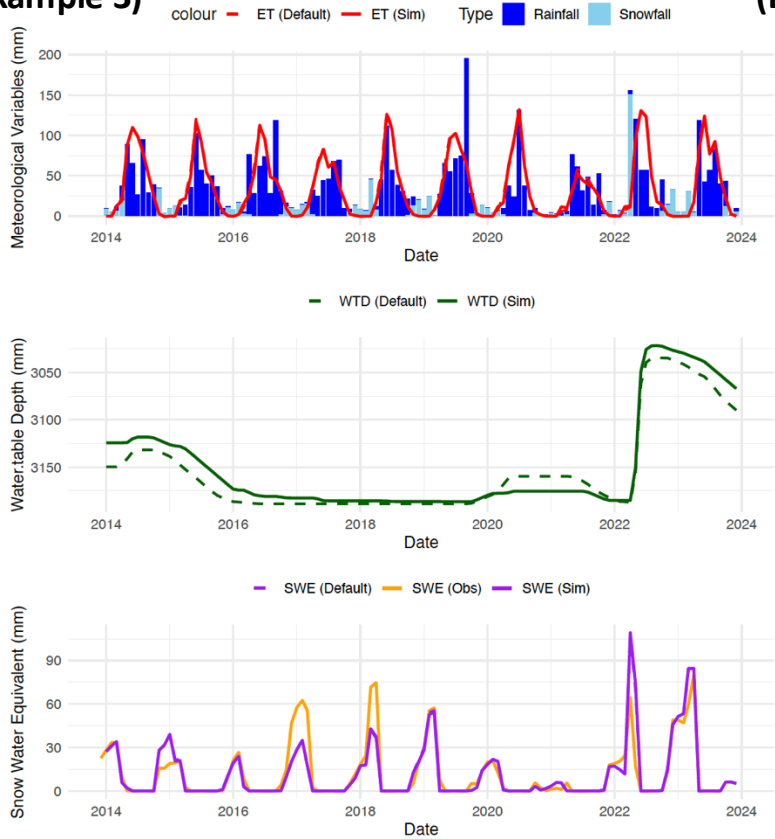 ample 3)
colour ET (Default) ET (Sim) Type Rainfall Snowfall
Meteorological Variables (mm)
200
150
100
50
0
2014 2016 2018 2020 2022 2024
Date
WTD (Default) WTD (Sim)
Water.table Depth (mm)
3050
3100
3150
2014 2016 2018 2020 2022 2024
Date
SWE (Default) SWE (Obs) SWE (Sim)
Snow Water Equivalent (mm)
90
60
30
0
2014 2016 2018 2020 2022 2024
Date